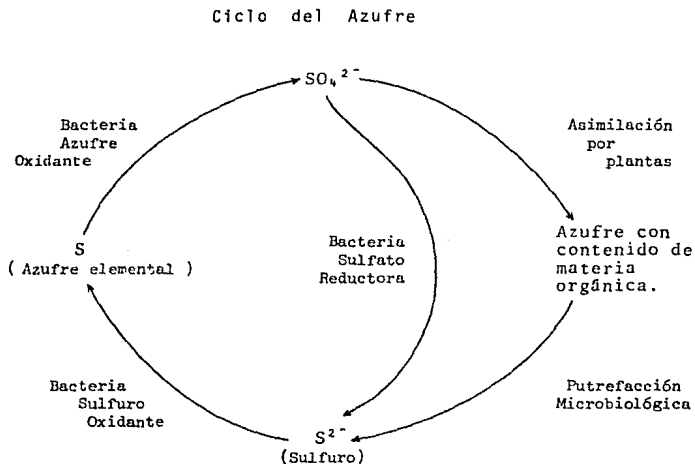 Ciclo del Azufre
SO₄²⁻
Bacteria
Azufre
Oxidante
Asimilación
por
plantas
S
( Azufre elemental )
Bacteria
Sulfato
Reductora
Azufre con
contenido de
materia
orgánica.
Bacteria
Sulfuro
Oxidante
Putrefacción
Microbiológica
S²⁻
(Sulfuro)